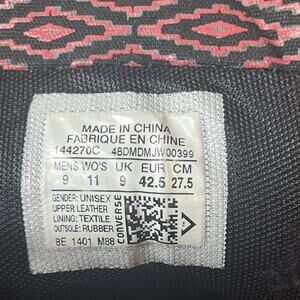 MADE IN CHINA
FABRIQUE EN CHINE
144270C 4BDMDMJW00399
MENS WO'S UK EUR CM
9 11 9 42.5 27.5
GENDER: UNISEX
UPPER LEATHER
LINING: TEXTILE
OUTSOLE: RUBBER
8E 1401 M88
CONVERSE